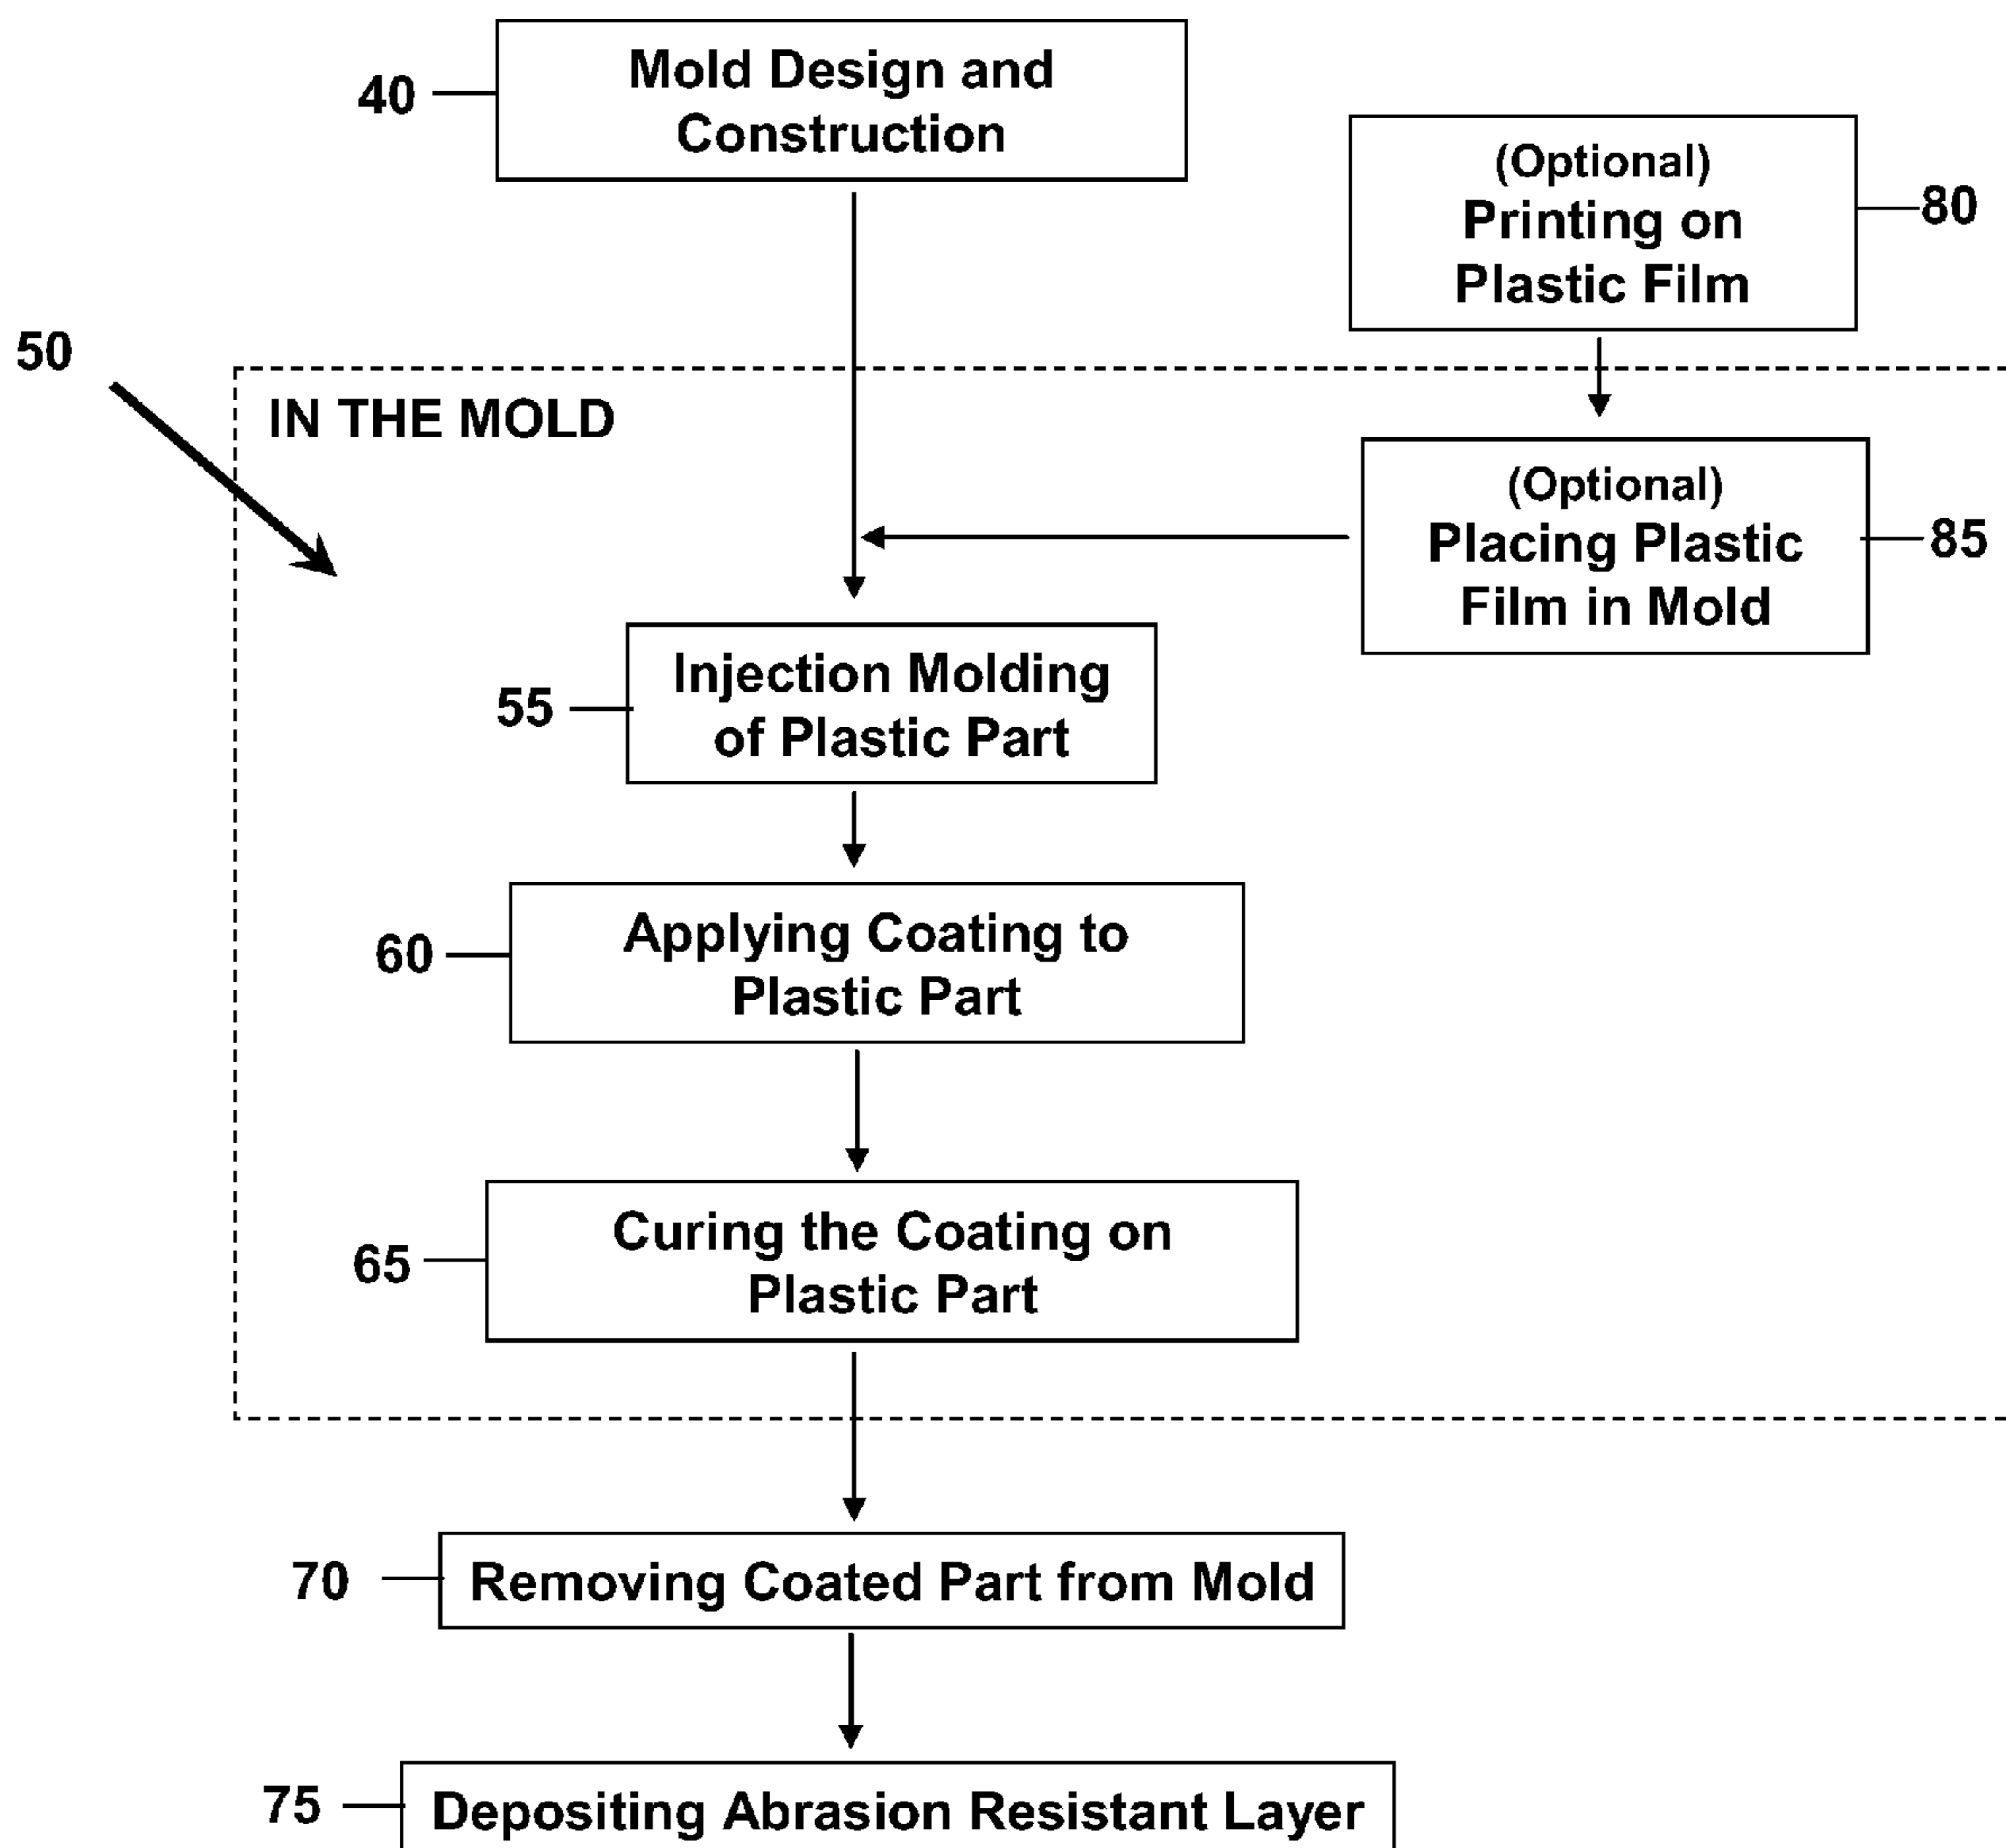 40
Mold Design and
Construction
(Optional)
Printing on
Plastic Film
80
50
IN THE MOLD
(Optional)
Placing Plastic
Film in Mold
85
55
Injection Molding
of Plastic Part
60
Applying Coating to
Plastic Part
65
Curing the Coating on
Plastic Part
70
Removing Coated Part from Mold
75
Depositing Abrasion Resistant Layer